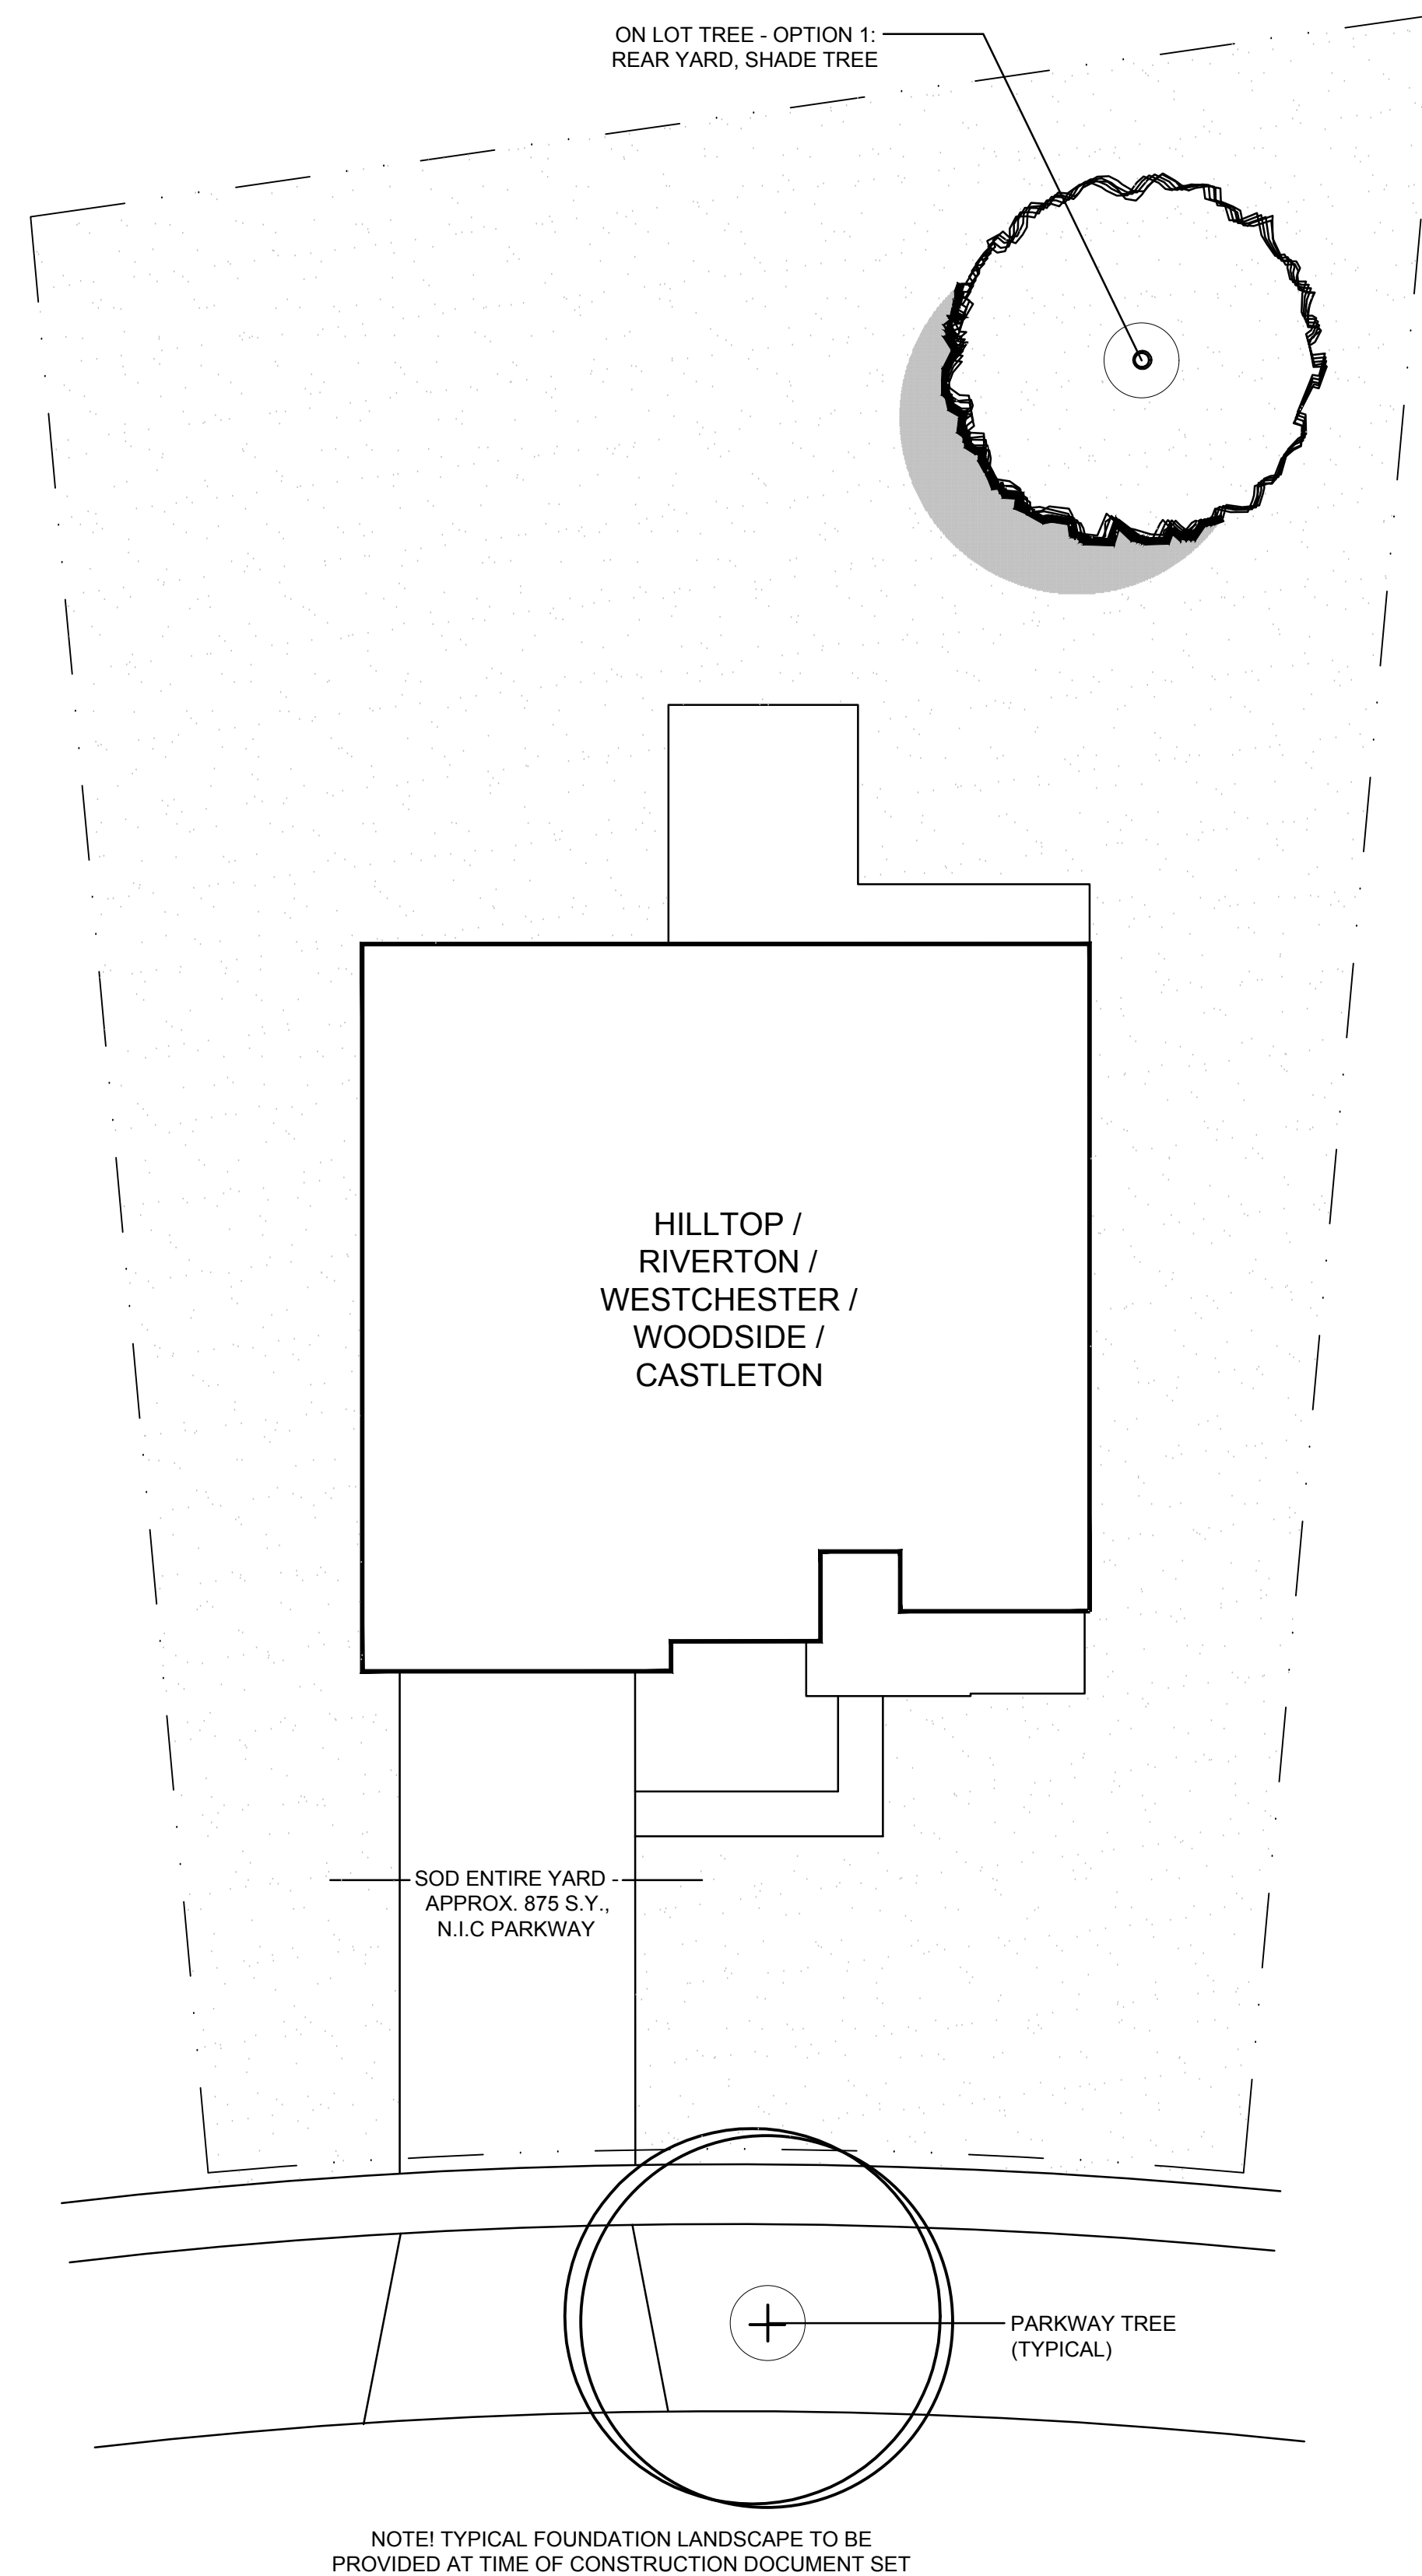 ON LOT TREE - OPTION 1:
REAR YARD, SHADE TREE
HILLTOP /
RIVERTON /
WESTCHESTER /
WOODSIDE /
CASTLETON
SOD ENTIRE YARD -
APPROX. 875 S.Y.,
N.I.C PARKWAY
PARKWAY TREE
(TYPICAL)
NOTE! TYPICAL FOUNDATION LANDSCAPE TO BE
PROVIDED AT TIME OF CONSTRUCTION DOCUMENT SET